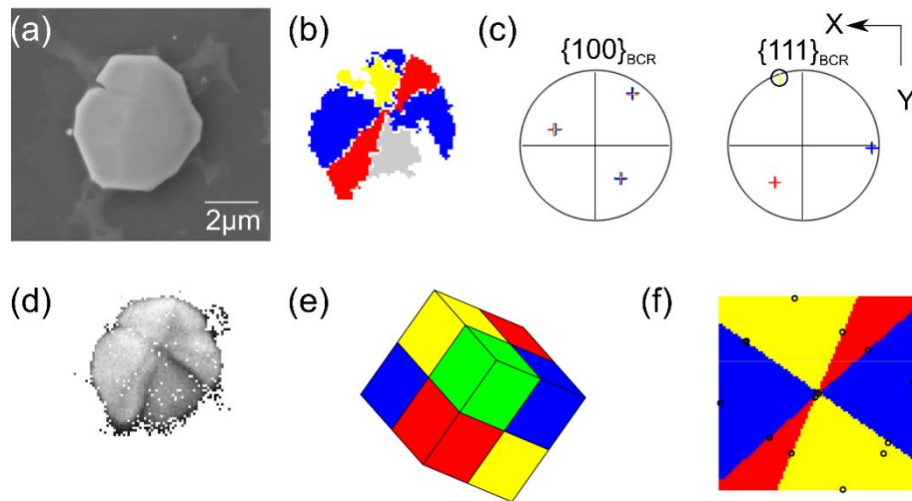 (a)
2μm
(b)
(c)
{100}BCR
{111}BCR
X
Y
(d)
(e)
(f)